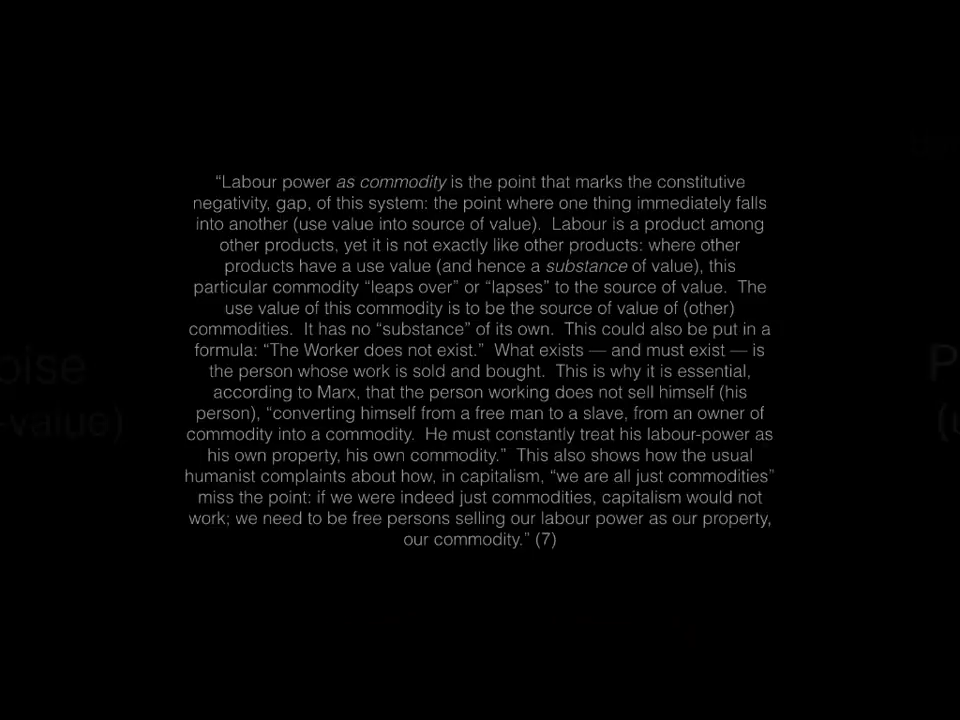 “Labour power as commodity is the point that marks the constitutive
negativity, gap, of this system: the point where one thing immediately falls
into another (use value into source of value).  Labour is a product among
other products, yet it is not exactly like other products: where other
products have a use value (and hence a substance of value), this
particular commodity “leaps over” or “lapses” to the source of value.  The
use value of this commodity is to be the source of value of (other)
commodities.  It has no “substance” of its own.  This could also be put in a
formula: “The Worker does not exist.”  What exists — and must exist — is
the person whose work is sold and bought.  This is why it is essential,
according to Marx, that the person working does not sell himself (his
person), “converting himself from a free man to a slave, from an owner of
commodity into a commodity.  He must constantly treat his labour-power as
his own property, his own commodity.”  This also shows how the usual
humanist complaints about how, in capitalism, “we are all just commodities”
miss the point: if we were indeed just commodities, capitalism would not
work; we need to be free persons selling our labour power as our property,
our commodity.” (7)
oise
-value)
P
(u